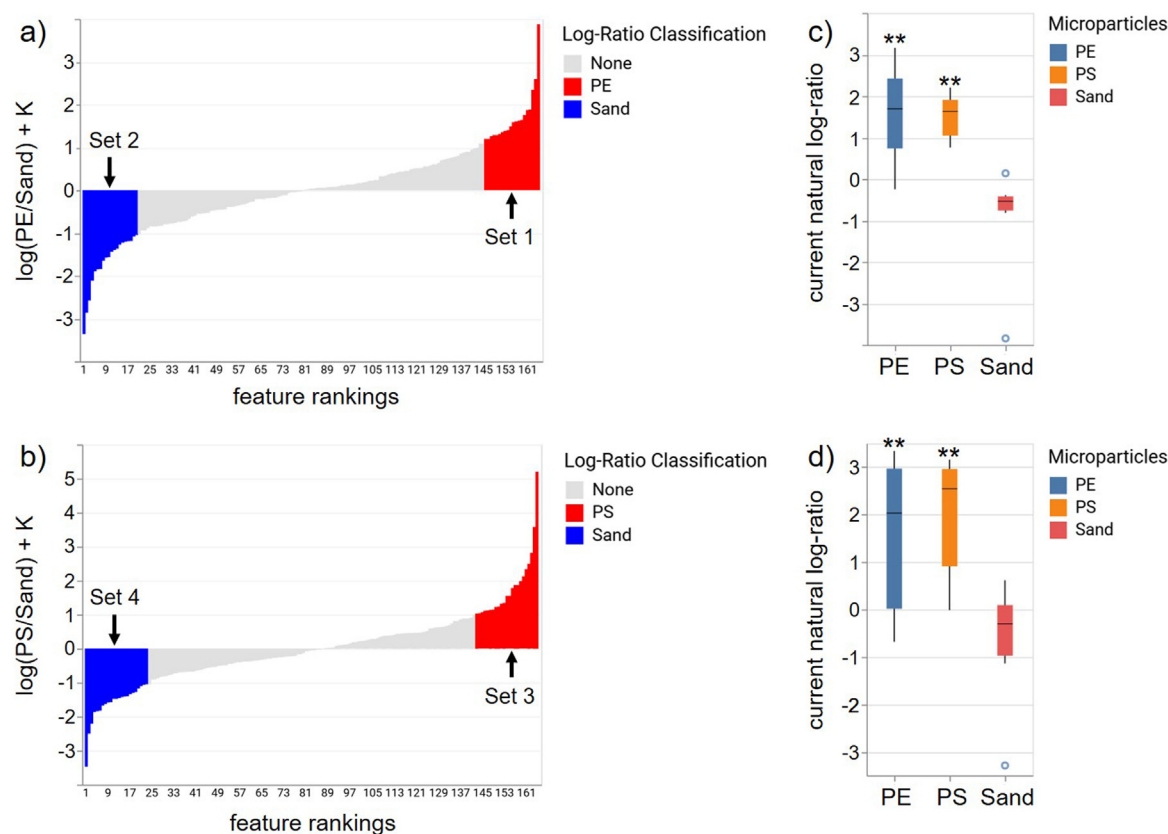 a)
log(PE/Sand) + K
3
2
1
0
-1
-2
-3
Set 2
Set 1
1 9 17 25 33 41 49 57 65 73 81 89 97 105 113 121 129 137 145 153 161
feature rankings
Log-Ratio Classification
None
PE
Sand
c)
current natural log-ratio
3
2
1
0
-1
-2
-3
** **
PE PS Sand
Microparticles
PE
PS
Sand
b)
log(PS/Sand) + K
5
4
3
2
1
0
-1
-2
-3
Set 4
Set 3
1 9 17 25 33 41 49 57 65 73 81 89 97 105 113 121 129 137 145 153 161
feature rankings
Log-Ratio Classification
None
PS
Sand
d)
current natural log-ratio
3
2
1
0
-1
-2
-3
** **
PE PS Sand
Microparticles
PE
PS
Sand